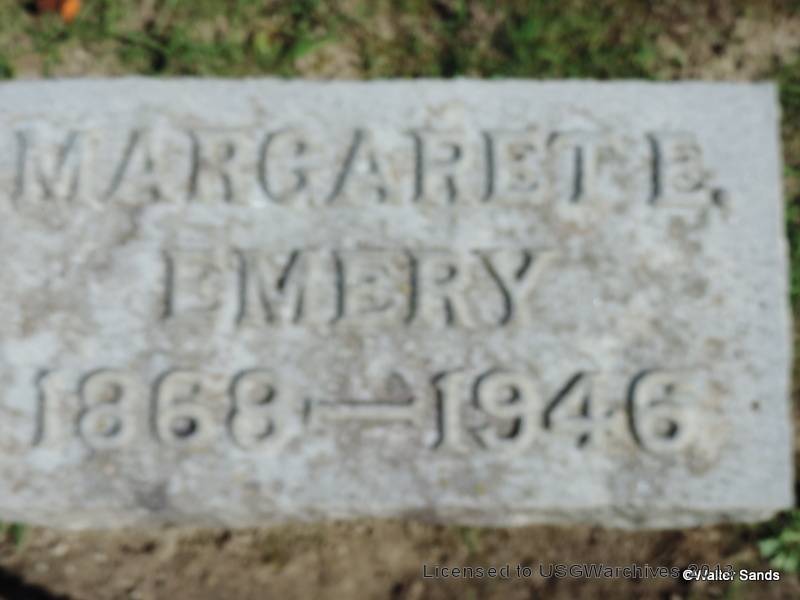 MARGARET E.
EMERY
1868—1946
Licensed to USGWarchives 2013
©Walter Sands